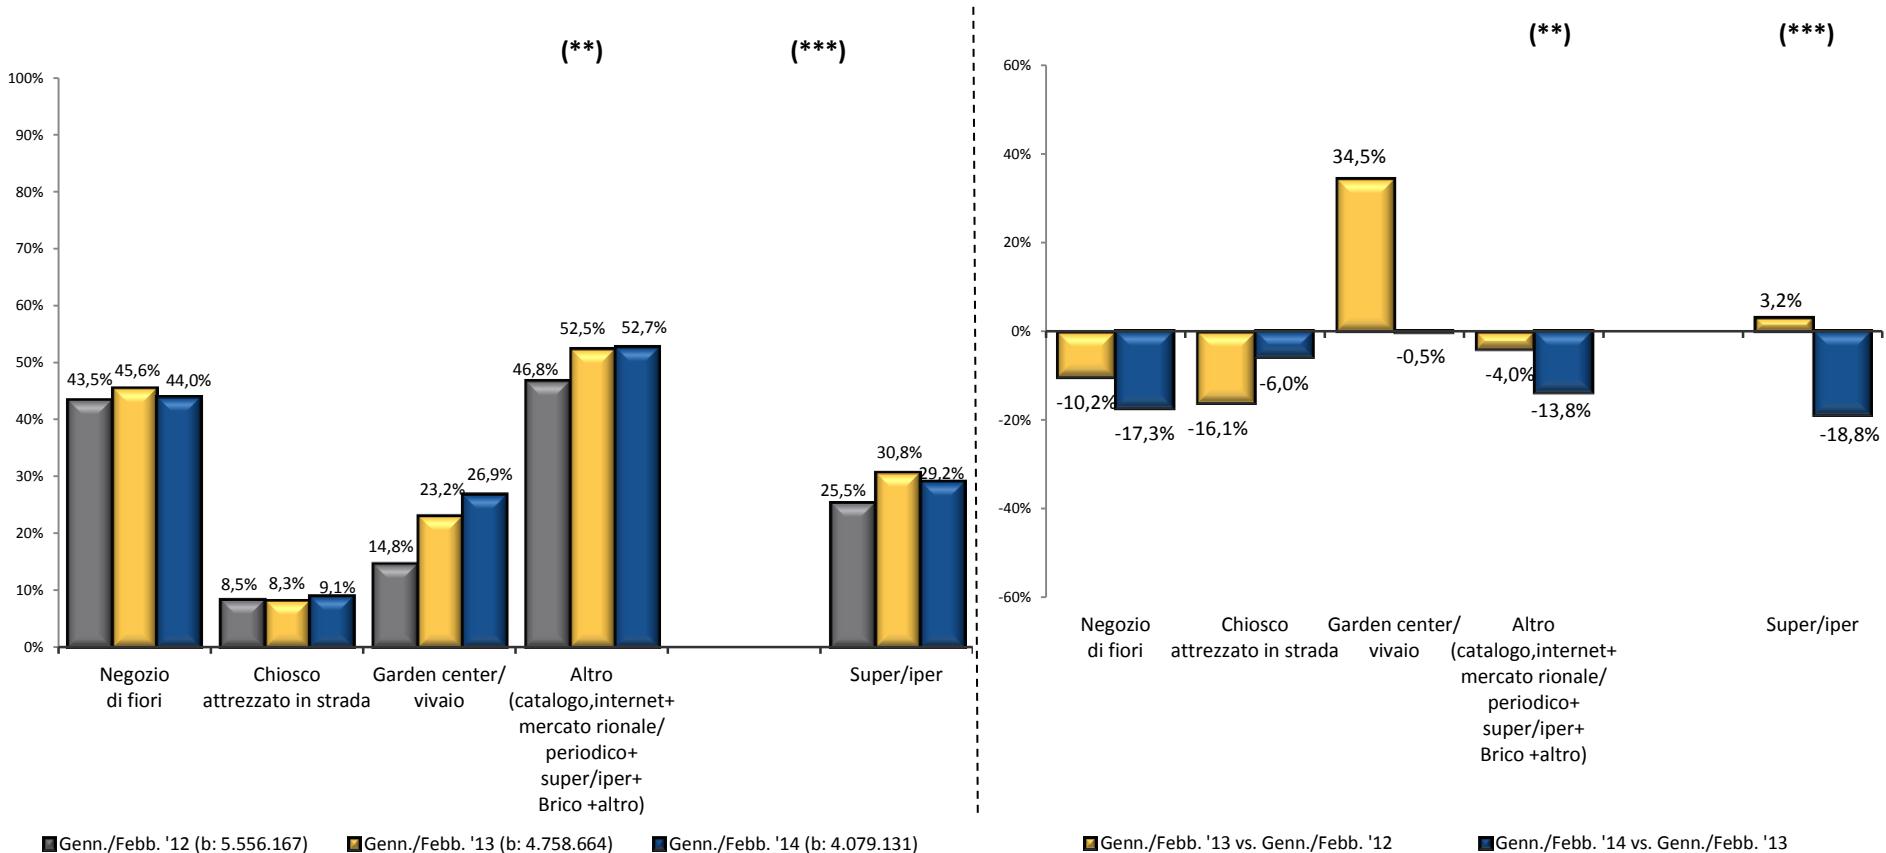 (**)
(***)
100%
90%
80%
70%
60%
50%
40%
30%
20%
10%
0%
43,5%
45,6%
44,0%
8,5%
8,3%
9,1%
14,8%
23,2%
26,9%
46,8%
52,5%
52,7%
25,5%
30,8%
29,2%
Negozio
di fiori
Chiosco
attrezzato in strada
Garden center/
vivaio
Altro
(catalogo,internet+
mercato rionale/
periodico+
super/iper+
Brico +altro)
Super/iper
Genn./Febb. '12 (b: 5.556.167)
Genn./Febb. '13 (b: 4.758.664)
Genn./Febb. '14 (b: 4.079.131)
(**)
(***)
60%
40%
20%
0%
-20%
-40%
-60%
-10,2%
-17,3%
-16,1%
-6,0%
34,5%
-0,5%
-4,0%
-13,8%
3,2%
-18,8%
Negozio
di fiori
Chiosco
attrezzato in strada
Garden center/
vivaio
Altro
(catalogo,internet+
mercato rionale/
periodico+
super/iper+
Brico +altro)
Super/iper
Genn./Febb. '13 vs. Genn./Febb. '12
Genn./Febb. '14 vs. Genn./Febb. '13